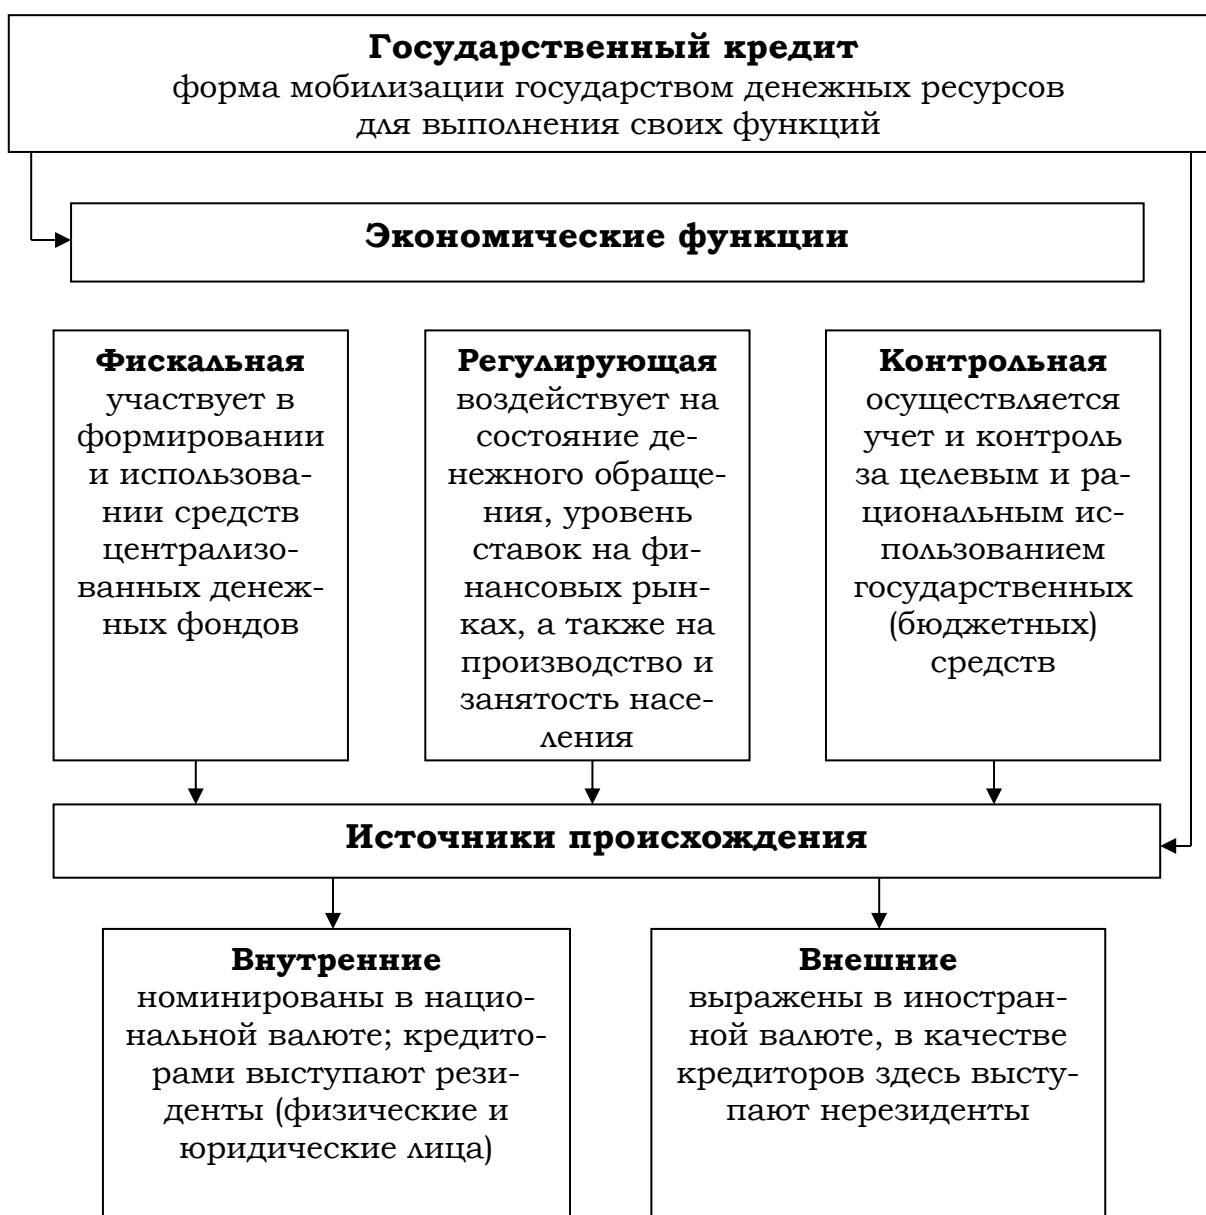 Государственный кредит
форма мобилизации государством денежных ресурсов
для выполнения своих функций
Экономические функции
Фискальная
участвует в
формировании
и использова-
нии средств
централизо-
ванных денеж-
ных фондов
Регулирующая
воздействует на
состояние де-
нежного обраще-
ния, уровень
ставок на фи-
нансовых рын-
ках, а также на
производство и
занятость насе-
ления
Контрольная
осуществляется
учет и контроль
за целевым и ра-
циональным ис-
пользованием
государственных
(бюджетных)
средств
Источники происхождения
Внутренние
номинированы в нацио-
нальной валюте; кредито-
рами выступают рези-
денты (физические и
юридические лица)
Внешние
выражены в иностран-
ной валюте, в качестве
кредиторов здесь высту-
пают нерезиденты